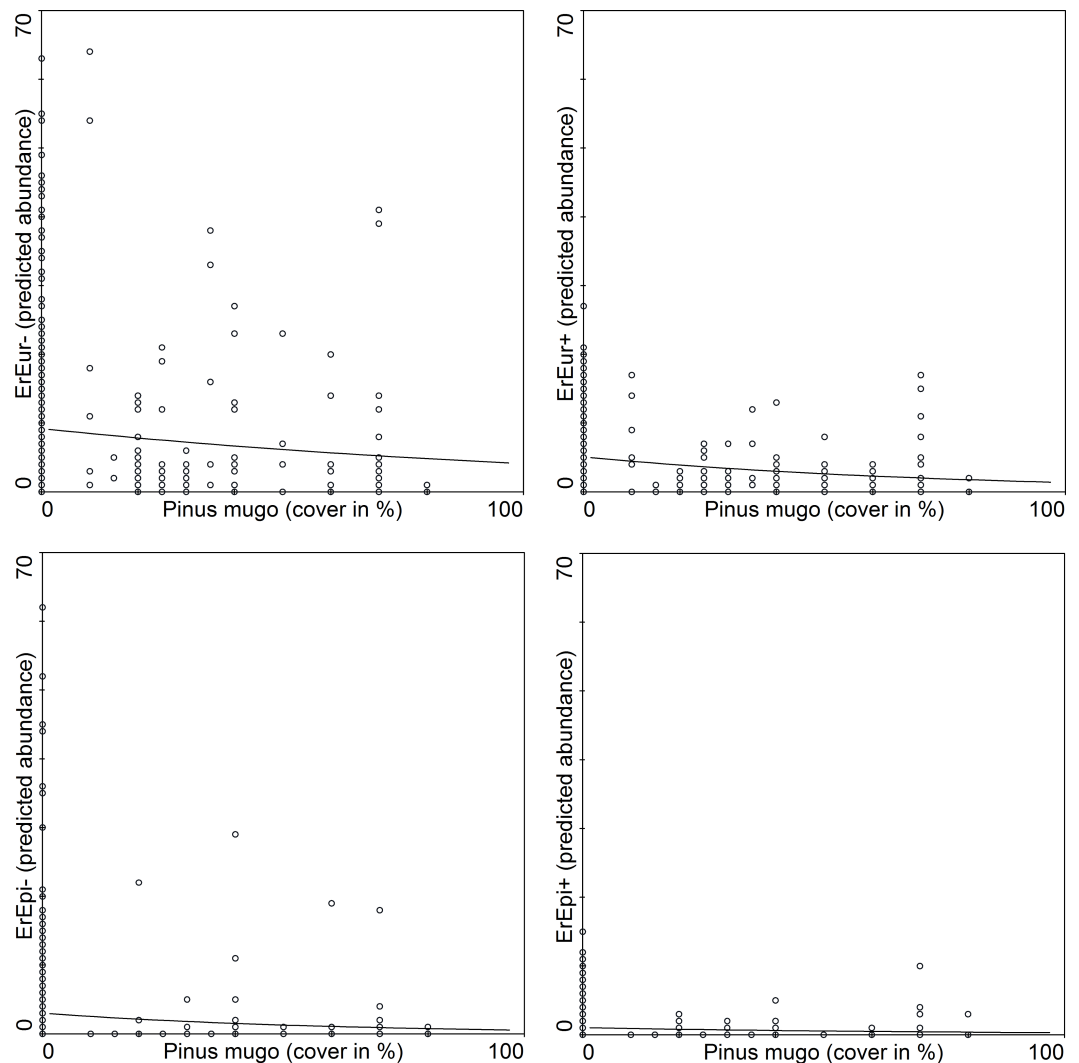 70
ErEur- (predicted abundance)
0
0
Pinus mugo (cover in %)
100
70
ErEur+ (predicted abundance)
0
0
Pinus mugo (cover in %)
100
70
ErEpi- (predicted abundance)
0
0
Pinus mugo (cover in %)
100
70
ErEpi+ (predicted abundance)
0
0
Pinus mugo (cover in %)
100